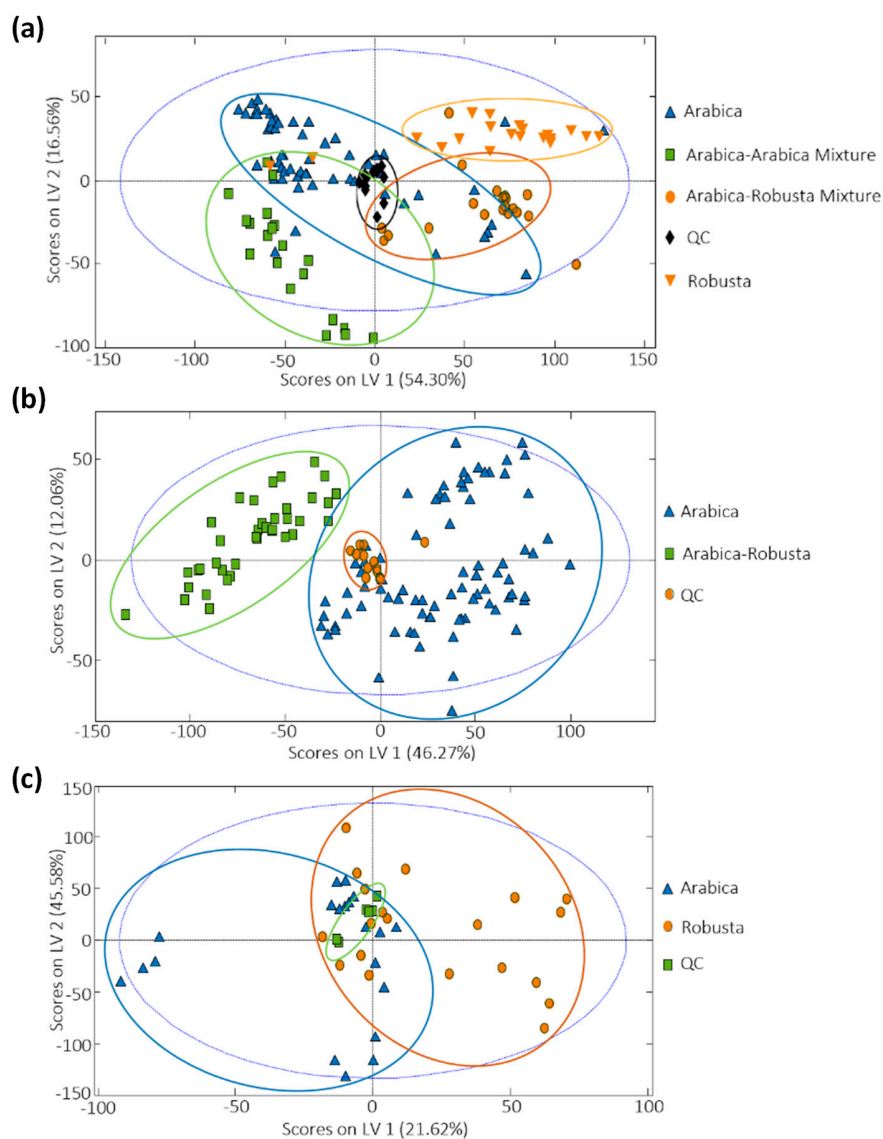 (a)
Scores on LV 2 (16.56%)
50
0
-50
-100
-150
-100
-50
0
50
100
150
Scores on LV 1 (54.30%)
Arabica
Arabica-Arabica Mixture
Arabica-Robusta Mixture
QC
Robusta
(b)
Scores on LV 2 (12.06%)
50
0
-50
-150
-100
-50
0
50
100
Scores on LV 1 (46.27%)
Arabica
Arabica-Robusta
QC
(c)
Scores on LV 2 (45.58%)
150
100
50
0
-50
-100
-150
-100
-50
0
50
100
Scores on LV 1 (21.62%)
Arabica
Robusta
QC